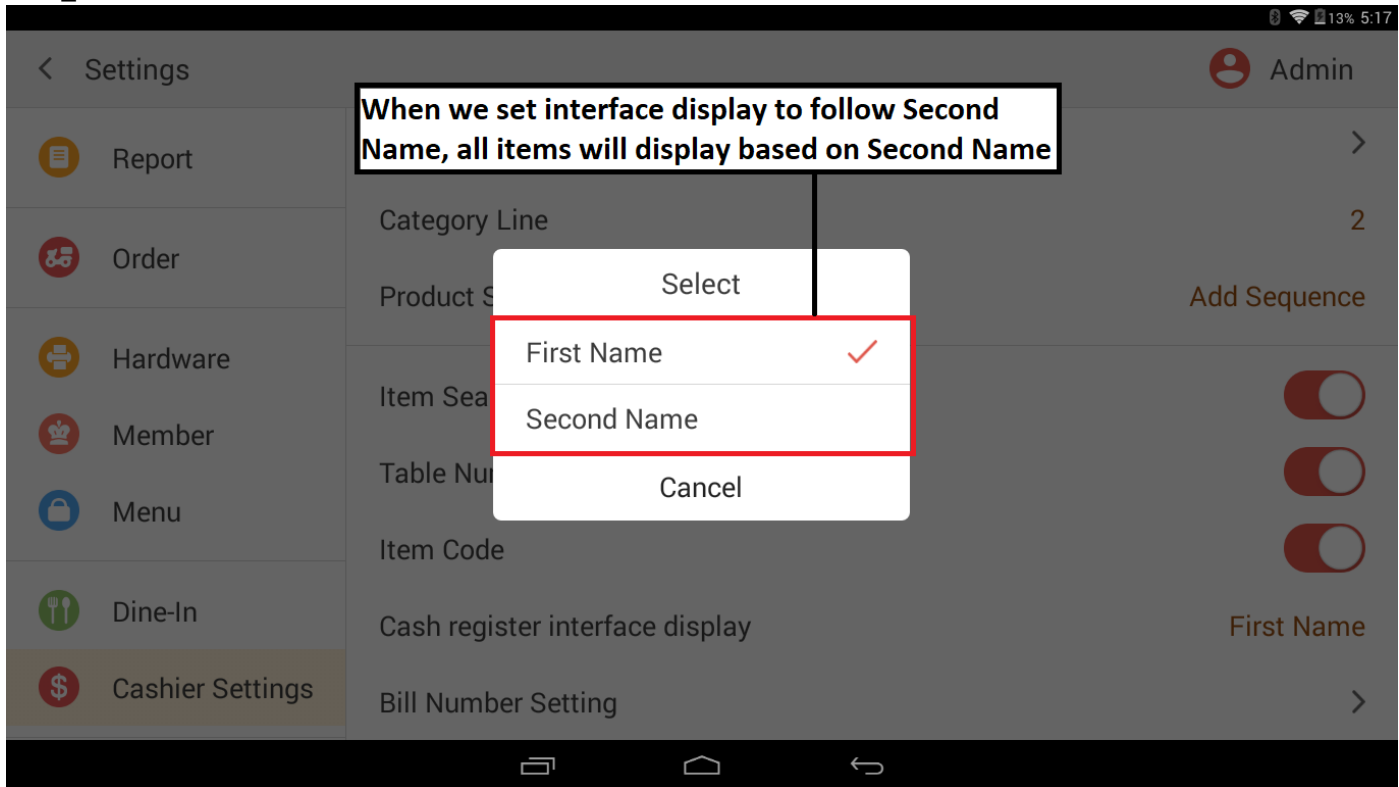 13% 5:17
Settings
Admin
When we set interface display to follow Second
Name, all items will display based on Second Name
Report
Order
Hardware
Member
Menu
Dine-In
Cashier Settings
Category Line
2
Product S
Add Sequence
Item Sea
Table Nu
Item Code
Cash register interface display
First Name
Bill Number Setting
Select
First Name
Second Name
Cancel